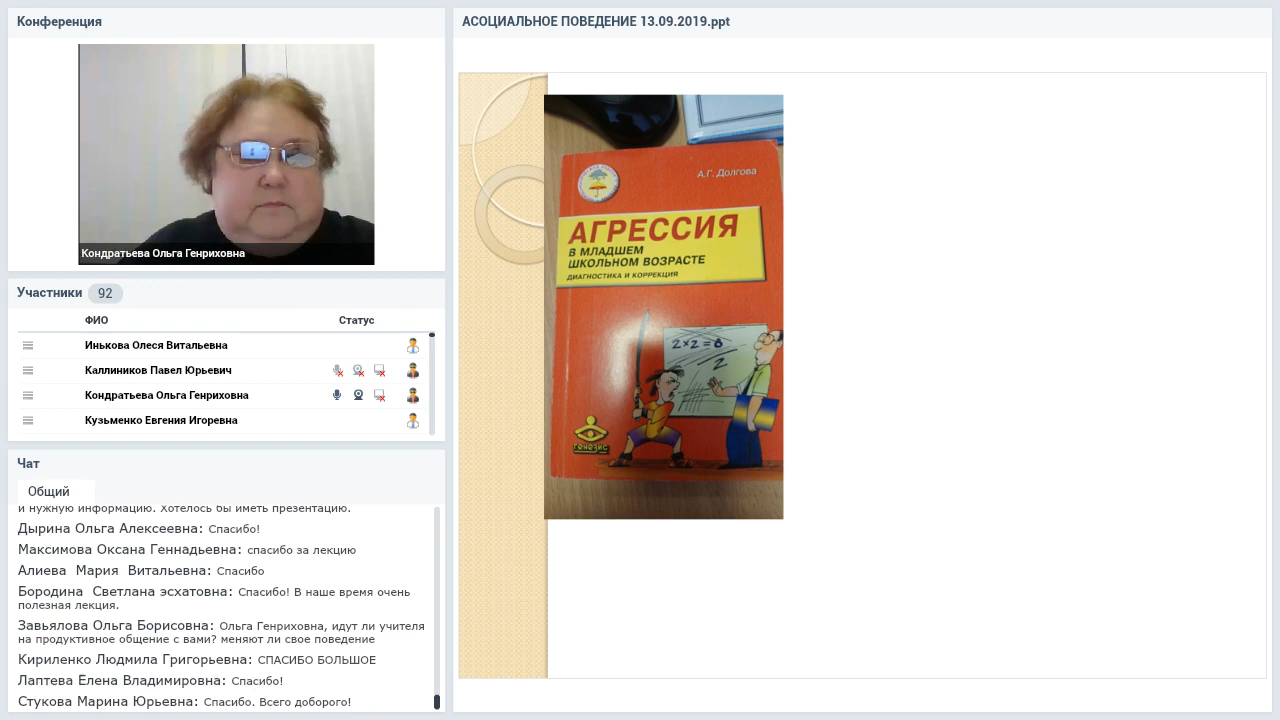 Конференция
Кондратьева Ольга Генриховна
Участники 92
ФИО Статус
Инькова Олеся Витальевна
Каллиников Павел Юрьевич
Кондратьева Ольга Генриховна
Кузьменко Евгения Игоревна
Чат
Общий
и нужную информацию. Хотелось бы иметь презентацию.
Дырина Ольга Алексеевна: Спасибо!
Максимова Оксана Геннадьевна: спасибо за лекцию
Алиева Мария Витальевна: Спасибо
Бородина Светлана эсхатовна: Спасибо! В наше время очень
полезная лекция.
Завьялова Ольга Борисовна: Ольга Генриховна, идут ли учителя
на продуктивное общение с вами? меняют ли свое поведение
Кириленко Людмила Григорьевна: СПАСИБО БОЛЬШОЕ
Лаптева Елена Владимировна: Спасибо!
Стукова Марина Юрьевна: Спасибо. Всего доборого!
АСОЦИАЛЬНОЕ ПОВЕДЕНИЕ 13.09.2019.ppt
А.Г. Долгова
АГРЕССИЯ
В МЛАДШЕМ
ШКОЛЬНОМ ВОЗРАСТЕ
ДИАГНОСТИКА И КОРРЕКЦИЯ
2×2=8
2
генезис